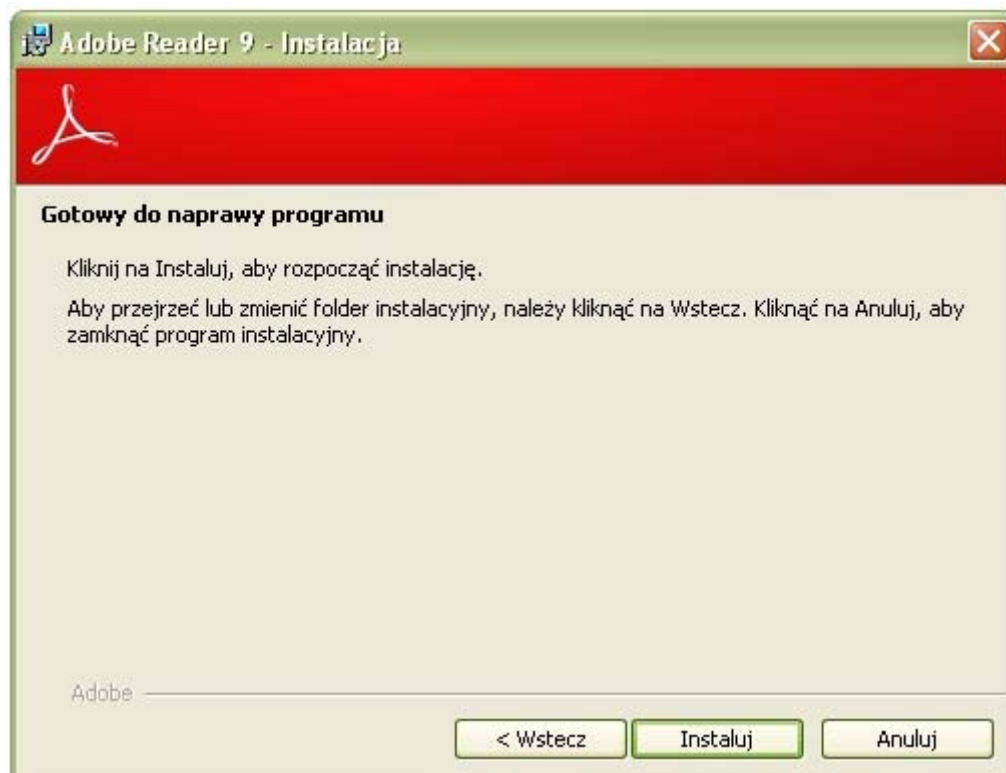 Adobe Reader 9 - Instalacja
Gotowy do naprawy programu
Kliknij na Instaluj, aby rozpocząć instalację.
Aby przejrzeć lub zmienić folder instalacyjny, należy kliknąć na Wstecz. Kliknąć na Anuluj, aby
zamknąć program instalacyjny.
Adobe
< Wstecz
Instaluj
Anuluj